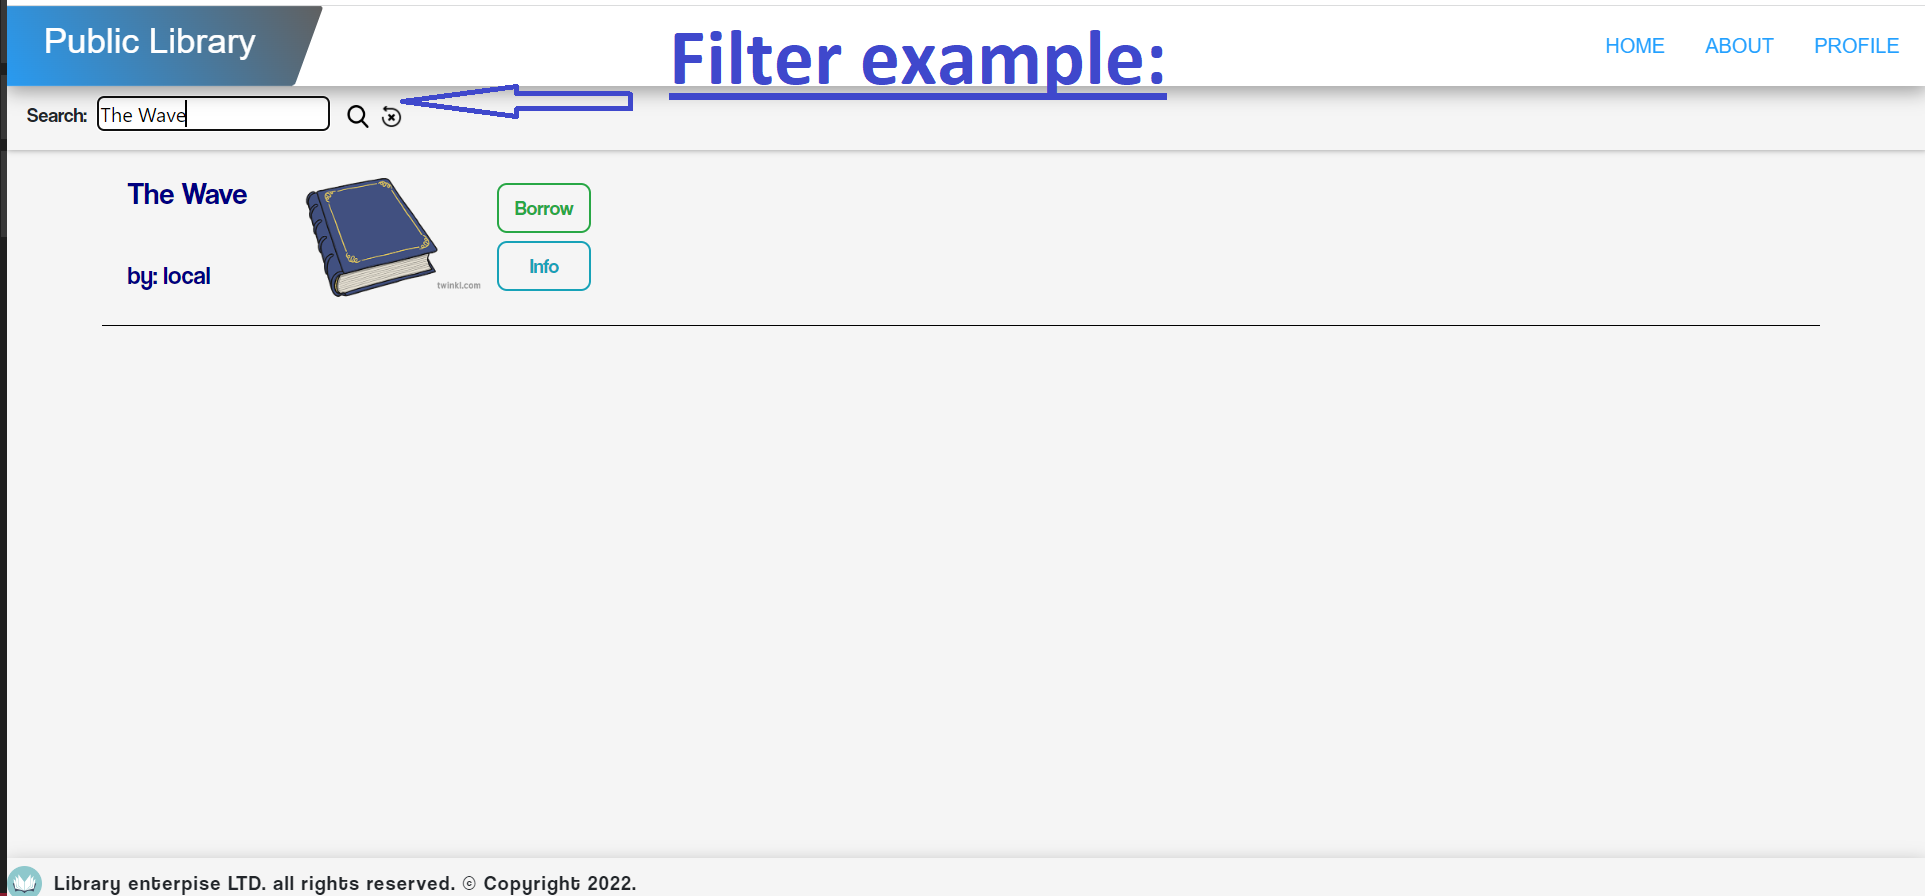 Public Library
Filter example:
HOME ABOUT PROFILE
Search: The Wave
The Wave
by: local
twinkl.com
Borrow
Info
Library enterpise LTD. all rights reserved. © Copyright 2022.